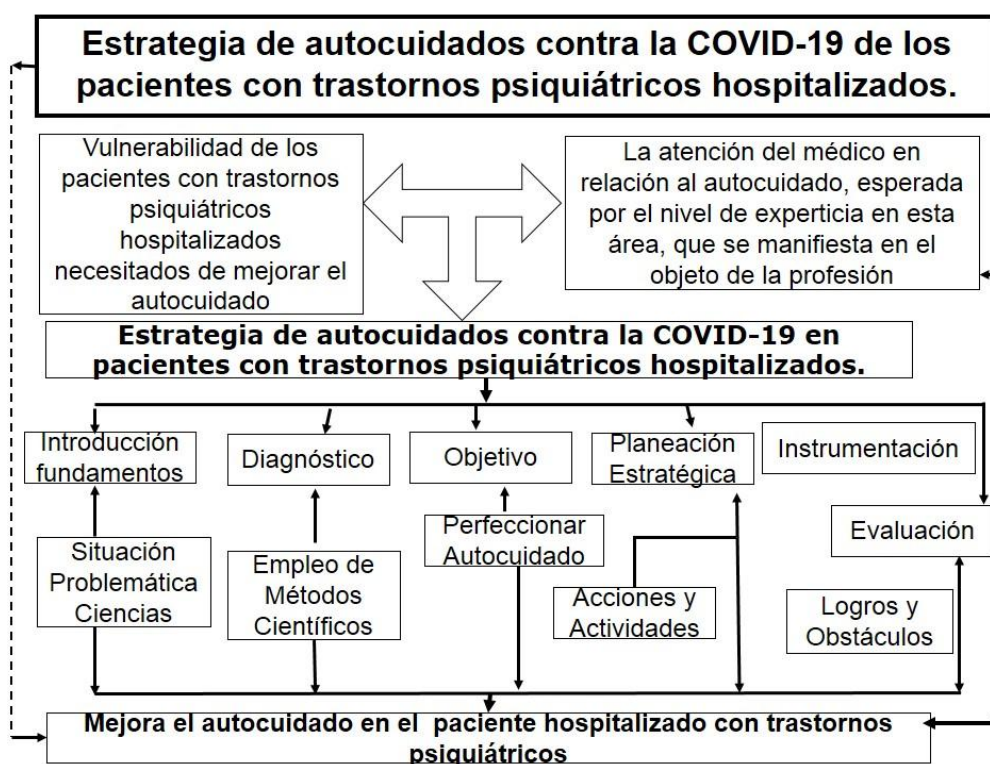 Estrategia de autocuidados contra la COVID-19 de los
pacientes con trastornos psiquiátricos hospitalizados.
Vulnerabilidad de los
pacientes con trastornos
psiquiátricos
hospitalizados
necesitados de mejorar el
autocuidado
La atención del médico en
relación al autocuidado, esperada
por el nivel de experticia en esta
área, que se manifiesta en el
objeto de la profesión
Estrategia de autocuidados contra la COVID-19 en
pacientes con trastornos psiquiátricos hospitalizados.
Introducción
fundamentos
Diagnóstico
Objetivo
Planeación
Estratégica
Instrumentación
Evaluación
Situación
Problemática
Ciencias
Empleo de
Métodos
Científicos
Perfeccionar
Autocuidado
Acciones y
Actividades
Logros y
Obstáculos
Mejora el autocuidado en el paciente hospitalizado con trastornos
psiquiátricos